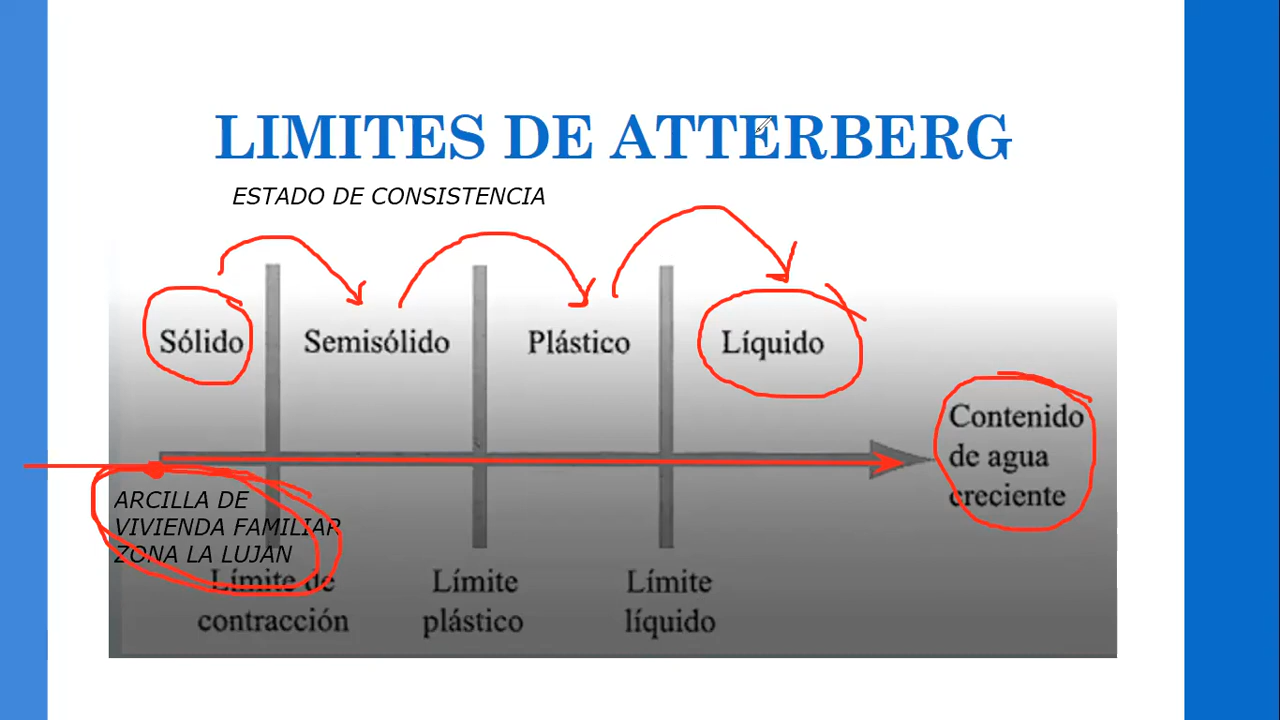 LIMITES DE ATTERBERG
ESTADO DE CONSISTENCIA
Sólido
Semisólido
Plástico
Líquido
Contenido
de agua
creciente
ARCILLA DE
VIVIENDA FAMILIAR
ZONA LA LUJAN
Límite de
contracción
Límite
plástico
Límite
líquido